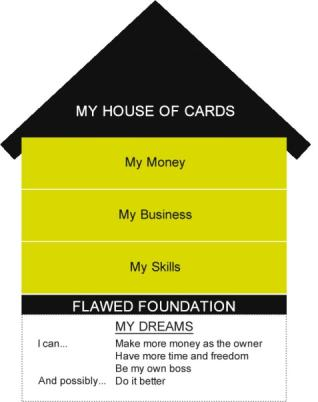 MY HOUSE OF CARDS
My Money
My Business
My Skills
FLAWED FOUNDATION
MY DREAMS
I can... Make more money as the owner
Have more time and freedom
Be my own boss
And possibly... Do it better